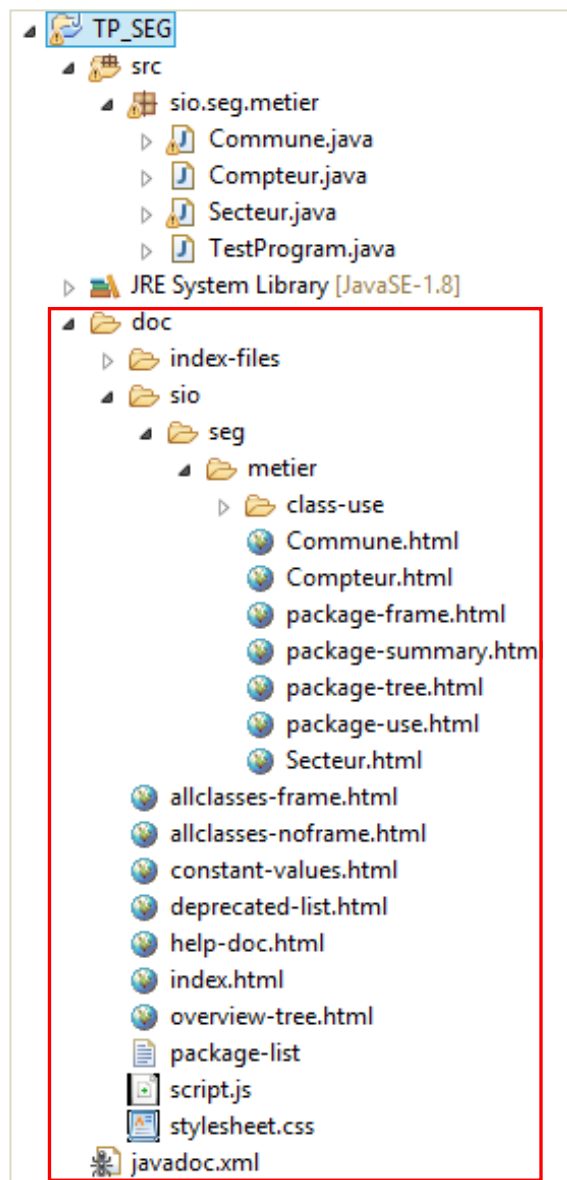 TP_SEG
src
sio.seg.metier
Commune.java
Compteur.java
Secteur.java
TestProgram.java
JRE System Library [JavaSE-1.8]
doc
index-files
sio
seg
metier
class-use
Commune.html
Compteur.html
package-frame.html
package-summary.htm
package-tree.html
package-use.html
Secteur.html
allclasses-frame.html
allclasses-noframe.html
constant-values.html
deprecated-list.html
help-doc.html
index.html
overview-tree.html
package-list
script.js
stylesheet.css
javadoc.xml